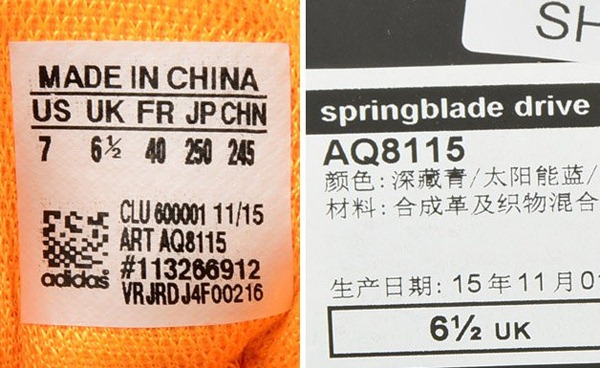 MADE IN CHINA
US UK FR JP CHN
7 6½ 40 250 245
CLU 600001 11/15
ART AQ8115
#113266912
VRJRDJ4F00216
adidas
SH
springblade drive
AQ8115
颜色: 深藏青/太阳能蓝/
材料: 合成革及织物混合
生产日期: 15年11月0
6½ UK